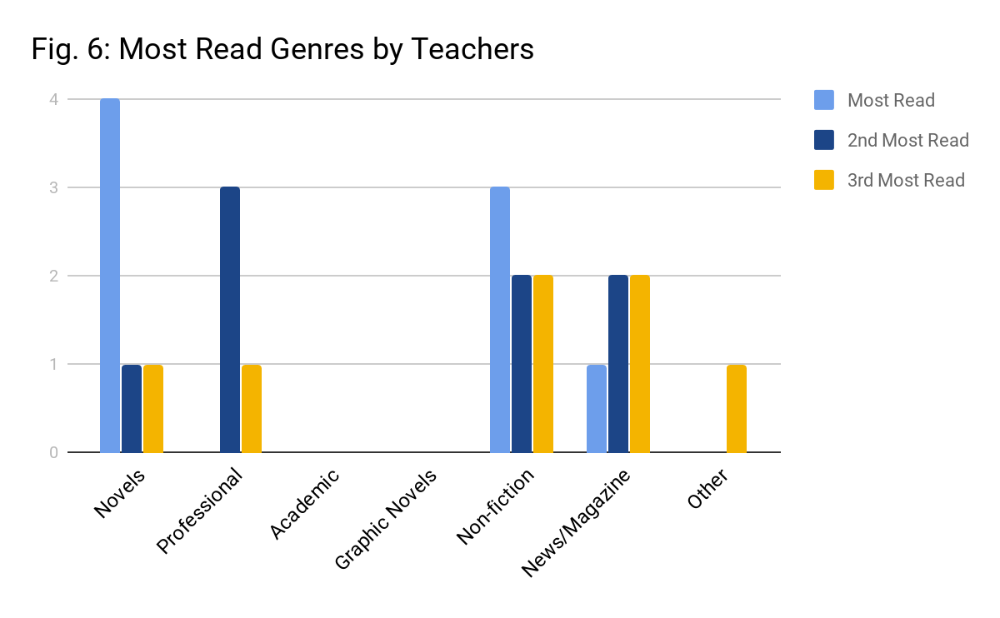 Fig. 6: Most Read Genres by Teachers
4
3
2
1
0
Most Read
2nd Most Read
3rd Most Read
Novels
Professional
Academic
Graphic Novels
Non-fiction
News/Magazine
Other